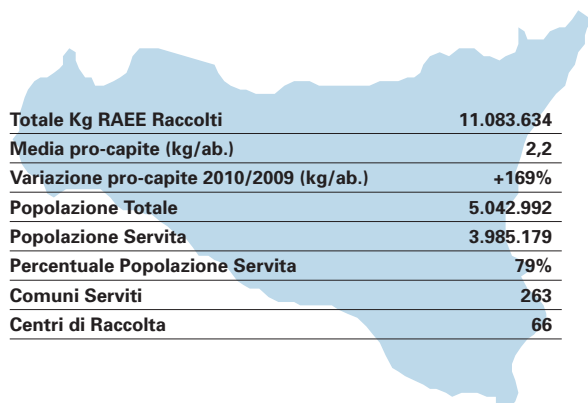 Totale Kg RAEE Raccolti 11.083.634
Media pro-capite (kg/ab.) 2,2
Variazione pro-capite 2010/2009 (kg/ab.) +169%
Popolazione Totale 5.042.992
Popolazione Servita 3.985.179
Percentuale Popolazione Servita 79%
Comuni Serviti 263
Centri di Raccolta 66